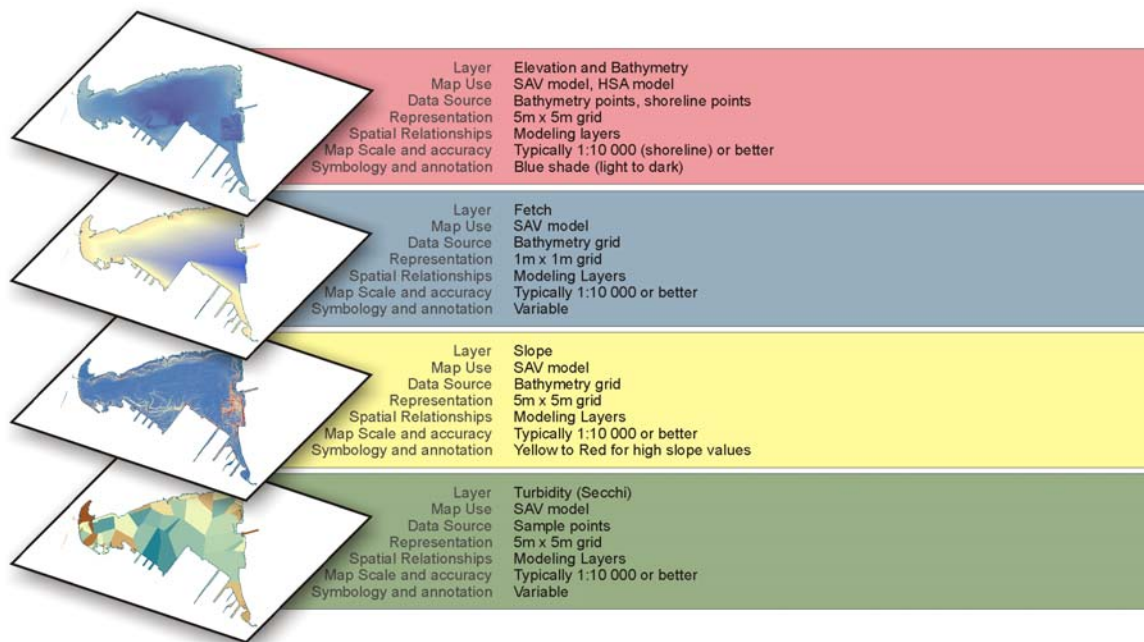 Layer Elevation and Bathymetry
Map Use SAV model, HSA model
Data Source Bathymetry points, shoreline points
Representation 5m x 5m grid
Spatial Relationships Modeling layers
Map Scale and accuracy Typically 1:10 000 (shoreline) or better
Symbology and annotation Blue shade (light to dark)
Layer Fetch
Map Use SAV model
Data Source Bathymetry grid
Representation 1m x 1m grid
Spatial Relationships Modeling Layers
Map Scale and accuracy Typically 1:10 000 or better
Symbology and annotation Variable
Layer Slope
Map Use SAV model
Data Source Bathymetry grid
Representation 5m x 5m grid
Spatial Relationships Modeling Layers
Map Scale and accuracy Typically 1:10 000 or better
Symbology and annotation Yellow to Red for high slope values
Layer Turbidity (Secchi)
Map Use SAV model
Data Source Sample points
Representation 5m x 5m grid
Spatial Relationships Modeling Layers
Map Scale and accuracy Typically 1:10 000 or better
Symbology and annotation Variable